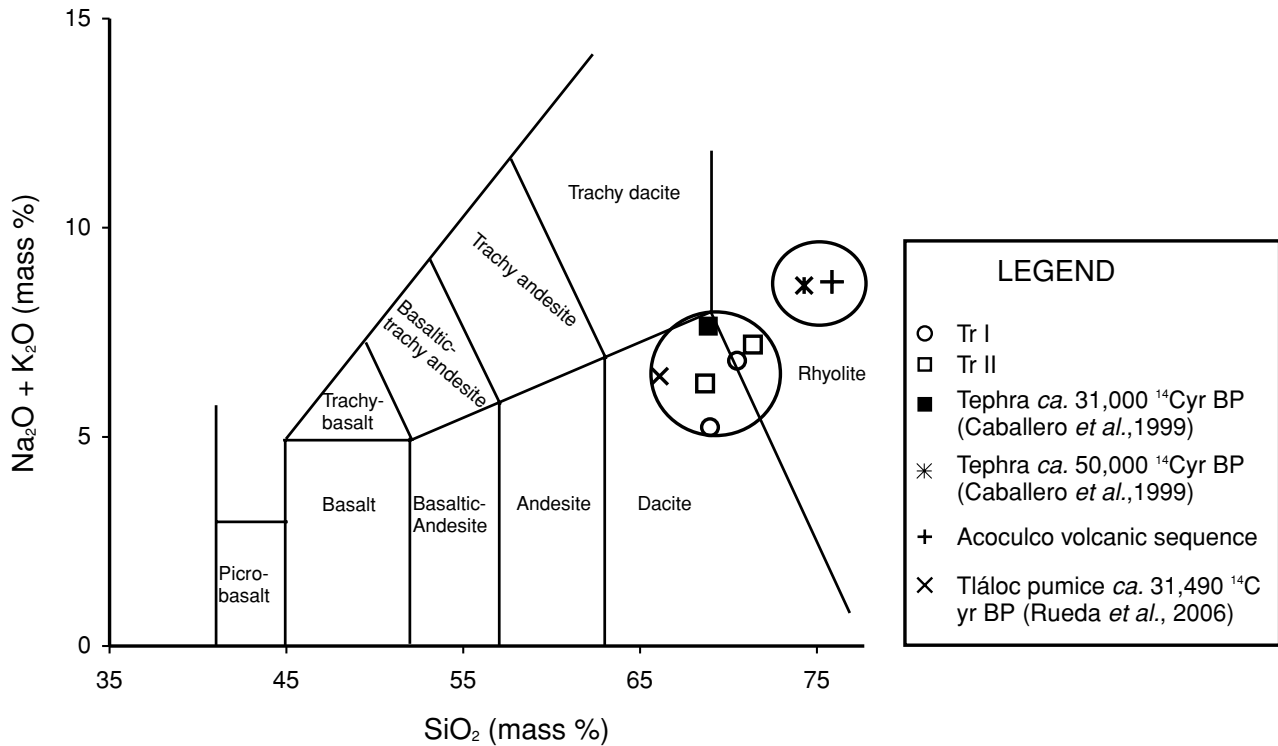 15
10
5
0
35
45
55
65
75
Na₂O + K₂O (mass %)
SiO₂ (mass %)
Trachy dacite
Trachy andesite
Basaltic-
trachy andesite
Trachy-
basalt
Rhyolite
Basalt
Basaltic-
Andesite
Andesite
Dacite
Picro-
basalt
LEGEND
Tr I
Tr II
Tephra ca. 31,000 ¹⁴Cyr BP
(Caballero et al.,1999)
Tephra ca. 50,000 ¹⁴Cyr BP
(Caballero et al.,1999)
Acoculco volcanic sequence
Tláloc pumice ca. 31,490 ¹⁴C
yr BP (Rueda et al., 2006)